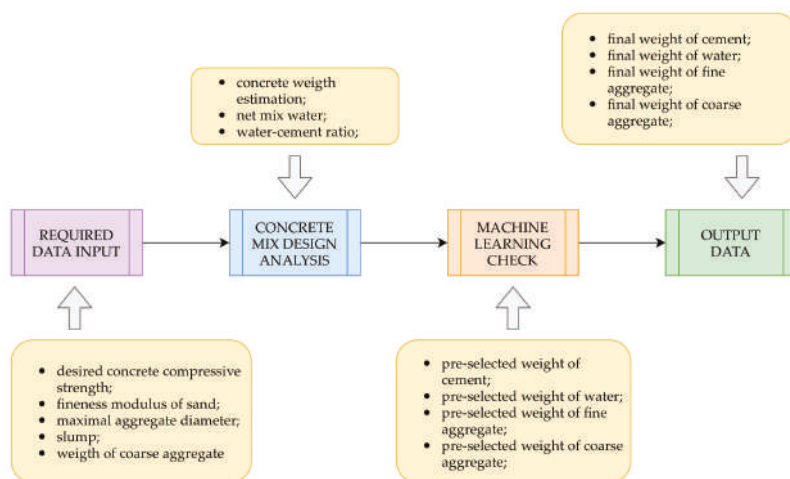 final weight of cement;
final weight of water;
final weight of fine
aggregate;
final weight of coarse
aggregate;
concrete weigth
estimation;
net mix water;
water-cement ratio;
REQUIRED
DATA INPUT
CONCRETE
MIX DESIGN
ANALYSIS
MACHINE
LEARNING
CHECK
OUTPUT
DATA
desired concrete compressive
strength;
fineness modulus of sand;
maximal aggregate diameter;
slump;
weigth of coarse aggregate
pre-selected weight of
cement;
pre-selected weight of water;
pre-selected weight of fine
aggregate;
pre-selected weight of coarse
aggregate;